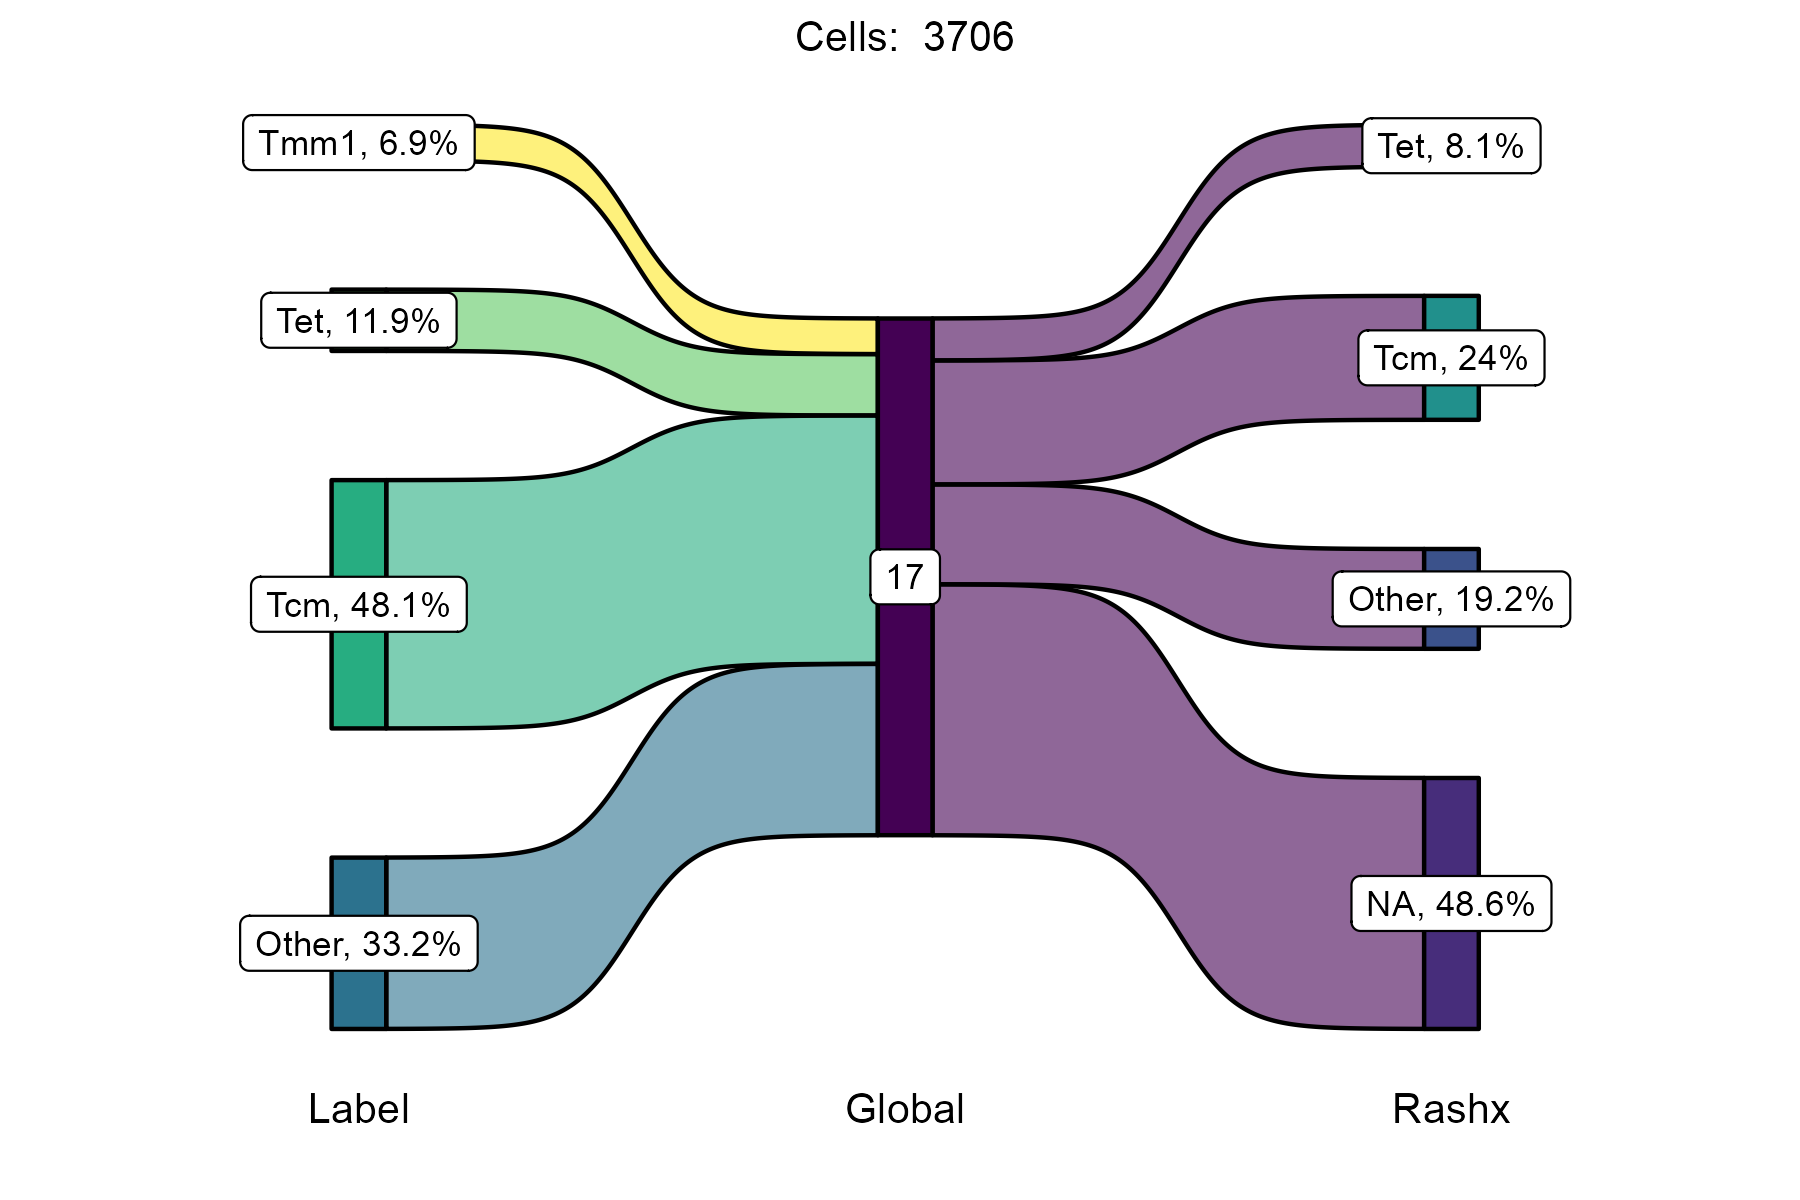 Cells:  3706
Tmm1, 6.9%
Tet, 8.1%
Tet, 11.9%
Tcm, 24%
17
Tcm, 48.1%
Other, 19.2%
Other, 33.2%
NA, 48.6%
Label
Global
Rashx